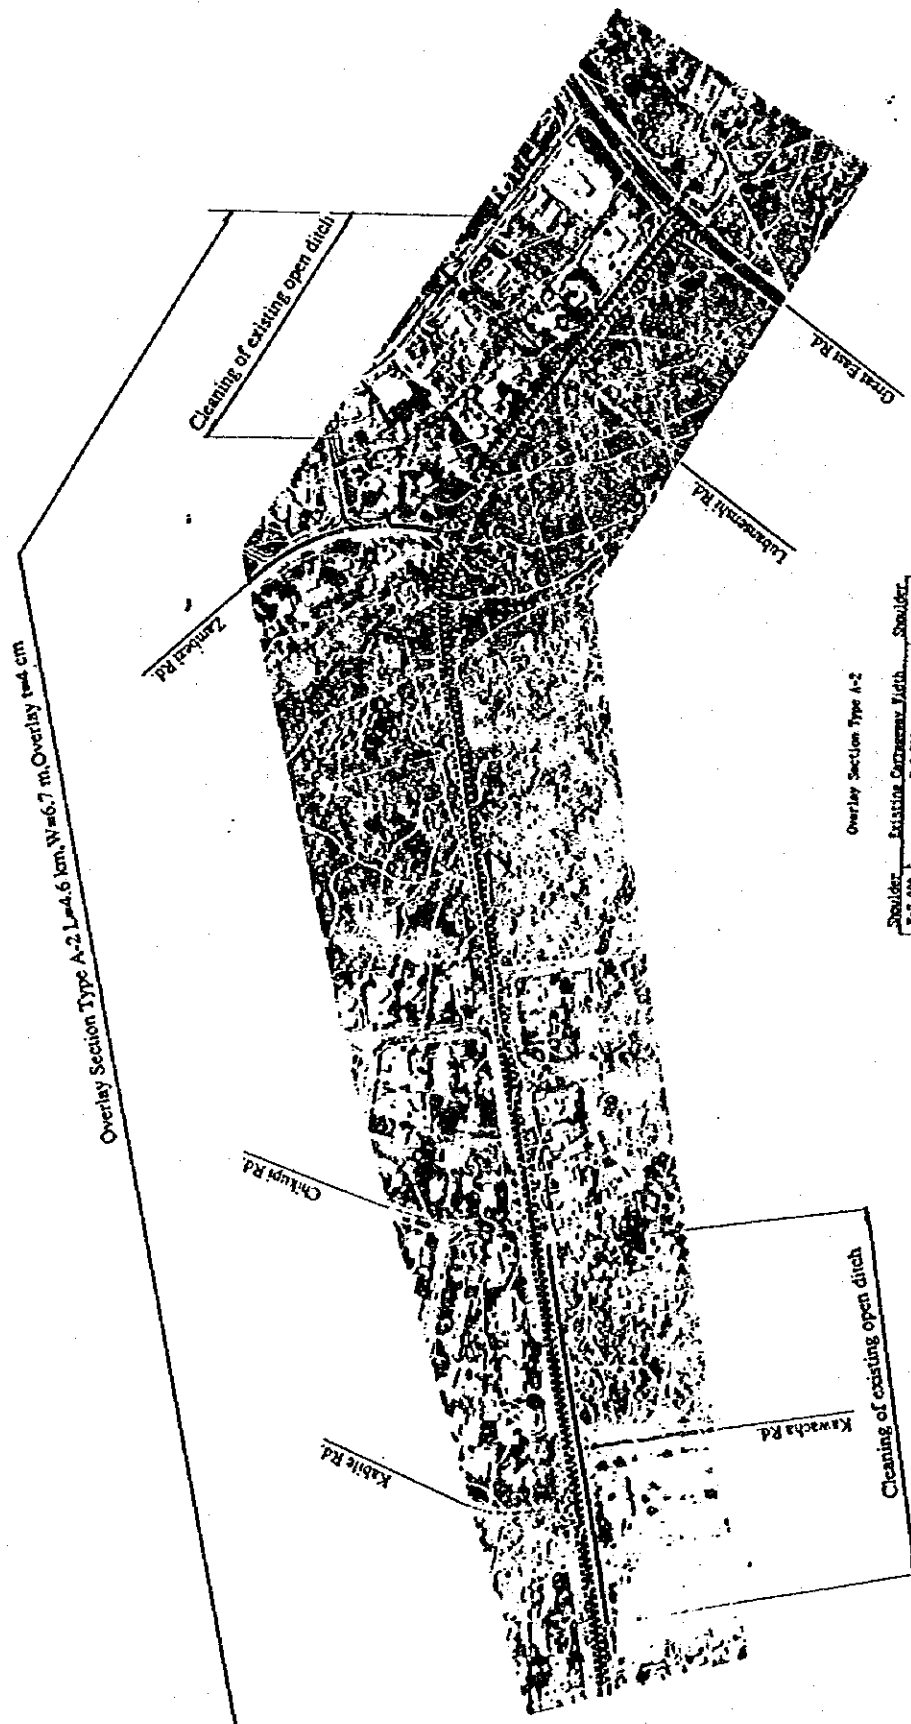 Cleaning of existing open ditch
Great East Rd.
Lubansenshi Rd.
Zambezi Rd.
Overlay Section Type A-2 L=4.6 km, W=6.7 m, Overlay t=4 cm
Overlay Section Type A-2
Shoulder Existing Carriageway Width Shoulder
Chikupi Rd.
Kabile Rd.
Kawacha Rd.
Cleaning of existing open ditch